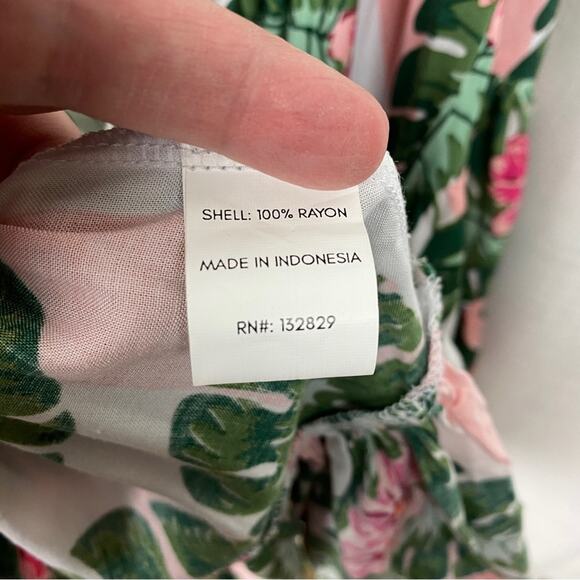 SHELL: 100% RAYON
MADE IN INDONESIA
RN#: 132829